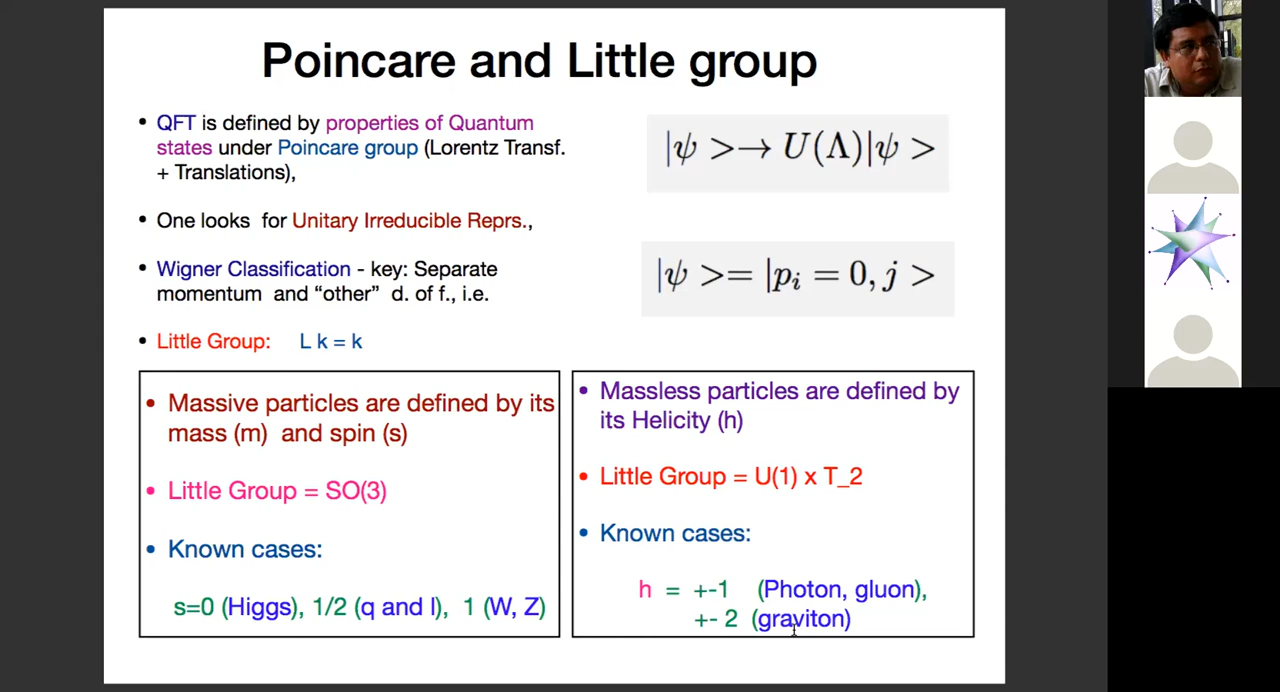 Poincare and Little group
• QFT is defined by properties of Quantum
states under Poincare group (Lorentz Transf.
+ Translations),
|ψ >→ U(Λ)|ψ >
• One looks for Unitary Irreducible Reprs.,
• Wigner Classification - key: Separate
momentum and “other” d. of f., i.e.
|ψ >= |pᵢ = 0, j >
• Little Group: L k = k
• Massive particles are defined by its
mass (m) and spin (s)
• Little Group = SO(3)
• Known cases:
s=0 (Higgs), 1/2 (q and l), 1 (W, Z)
• Massless particles are defined by
its Helicity (h)
• Little Group = U(1) x T_2
• Known cases:
h = +-1 (Photon, gluon),
+- 2 (graviton)